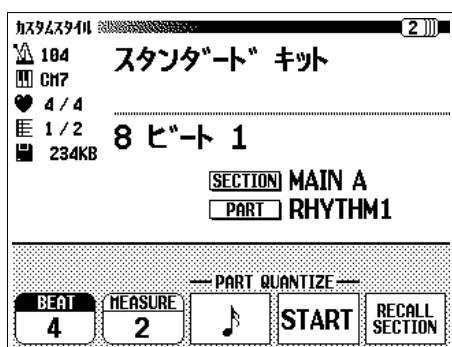 カスタムスタイル 2
104
CM7
4 / 4
1 / 2
234KB
スタンダード キット
8 ビート 1
SECTION MAIN A
PART RHYTHM1
PART QUANTIZE
BEAT
4
MEASURE
2
START
RECALL
SECTION